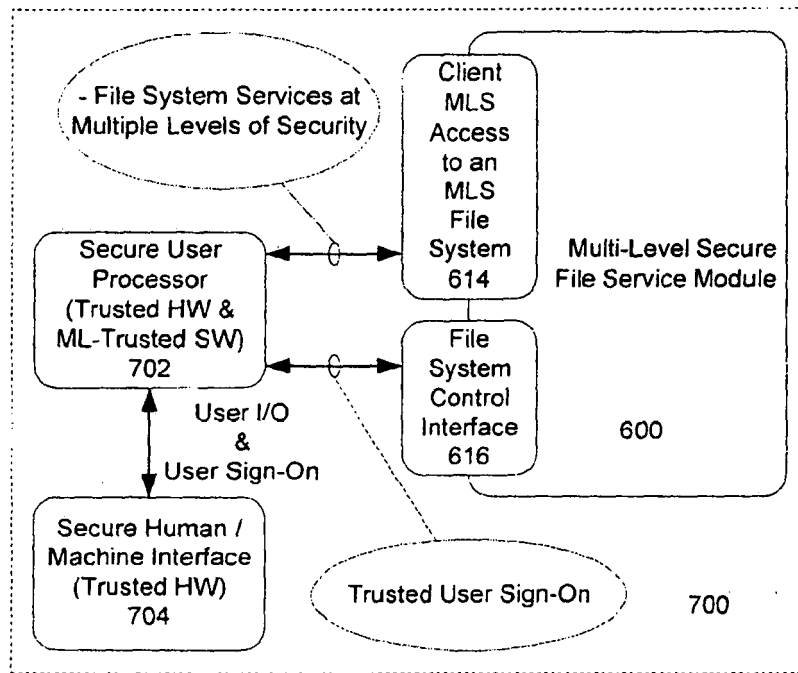 - File System Services at
Multiple Levels of Security
Client
MLS
Access
to an
MLS
File
System
614
Multi-Level Secure
File Service Module
600
Secure User
Processor
(Trusted HW &
ML-Trusted SW)
702
File
System
Control
Interface
616
User I/O
&
User Sign-On
Secure Human /
Machine Interface
(Trusted HW)
704
Trusted User Sign-On
700